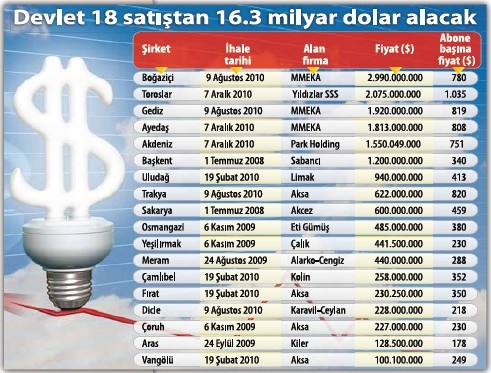 Devlet 18 satıştan 16.3 milyar dolar alacak
Şirket İhale tarihi Alan firma Fiyat ($) Abone başına fiyat ($)
Boğaziçi 9 Ağustos 2010 MMEKA 2.990.000.000 780
Toroslar 7 Aralık 2010 Yıldızlar SSS 2.075.000.000 1.035
Gediz 9 Ağustos 2010 MMEKA 1.920.000.000 819
Ayedaş 7 Aralık 2010 MMEKA 1.813.000.000 808
Akdeniz 7 Aralık 2010 Park Holding 1.550.049.000 751
Başkent 1 Temmuz 2008 Sabancı 1.200.000.000 340
Uludağ 19 Şubat 2010 Limak 940.000.000 413
Trakya 9 Ağustos 2010 Aksa 622.000.000 820
Sakarya 1 Temmuz 2008 Akcez 600.000.000 459
Osmangazi 6 Kasım 2009 Eti Gümüş 485.000.000 380
Yeşilırmak 6 Kasım 2009 Çalık 441.500.000 230
Meram 24 Ağustos 2009 Alarko-Cengiz 440.000.000 288
Çamlıbel 19 Şubat 2010 Kolin 258.000.000 352
Fırat 19 Şubat 2010 Aksa 230.250.000 350
Dicle 9 Ağustos 2010 Karavil-Ceylan 228.000.000 218
Çoruh 6 Kasım 2009 Aksa 227.000.000 230
Aras 24 Eylül 2009 Kiler 128.500.000 178
Vangölü 19 Şubat 2010 Aksa 100.100.000 249